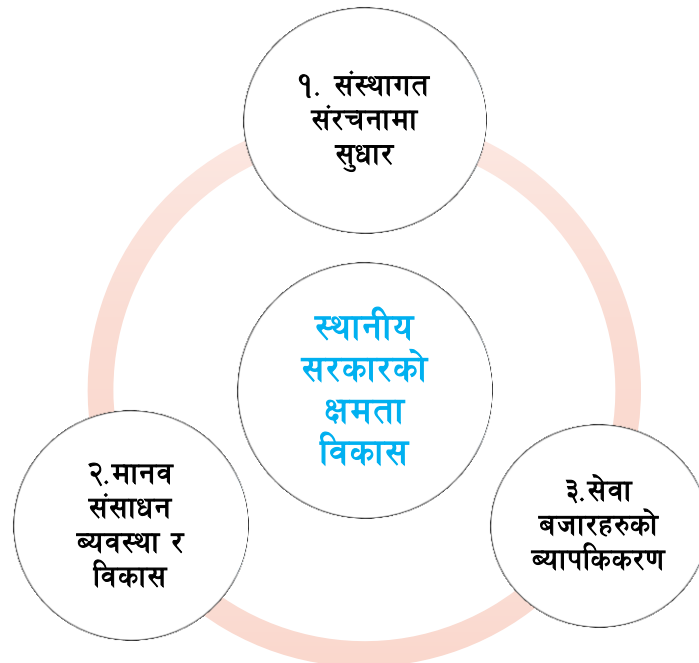 १. संस्थागत
संरचनामा
सुधार
स्थानीय
सरकारको
क्षमता
विकास
२.मानव
संसाधन
ब्यवस्था र
विकास
३.सेवा
बजारहरुको
ब्यापकिकरण